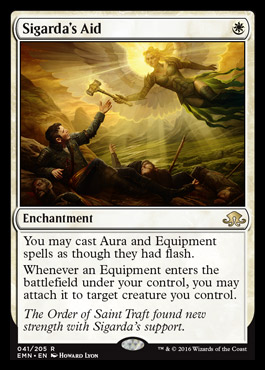 Sigarda's Aid
Enchantment
You may cast Aura and Equipment
spells as though they had flash.
Whenever an Equipment enters the
battlefield under your control, you may
attach it to target creature you control.
The Order of Saint Traft found new
strength with Sigarda's support.
041/205 R
EMN • EN Howard Lyon
™ & © 2016 Wizards of the Coast